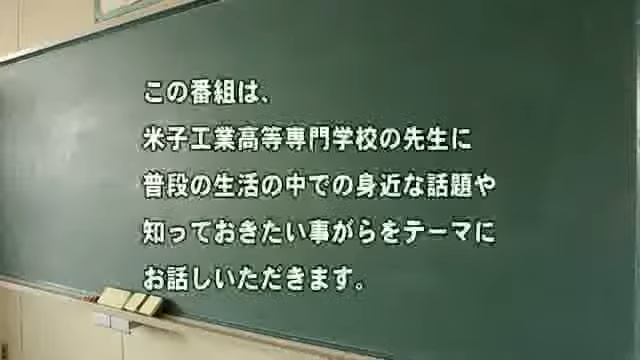 この番組は、
米子工業高等専門学校の先生に
普段の生活の中での身近な話題や
知っておきたい事がらをテーマに
お話しいただきます。